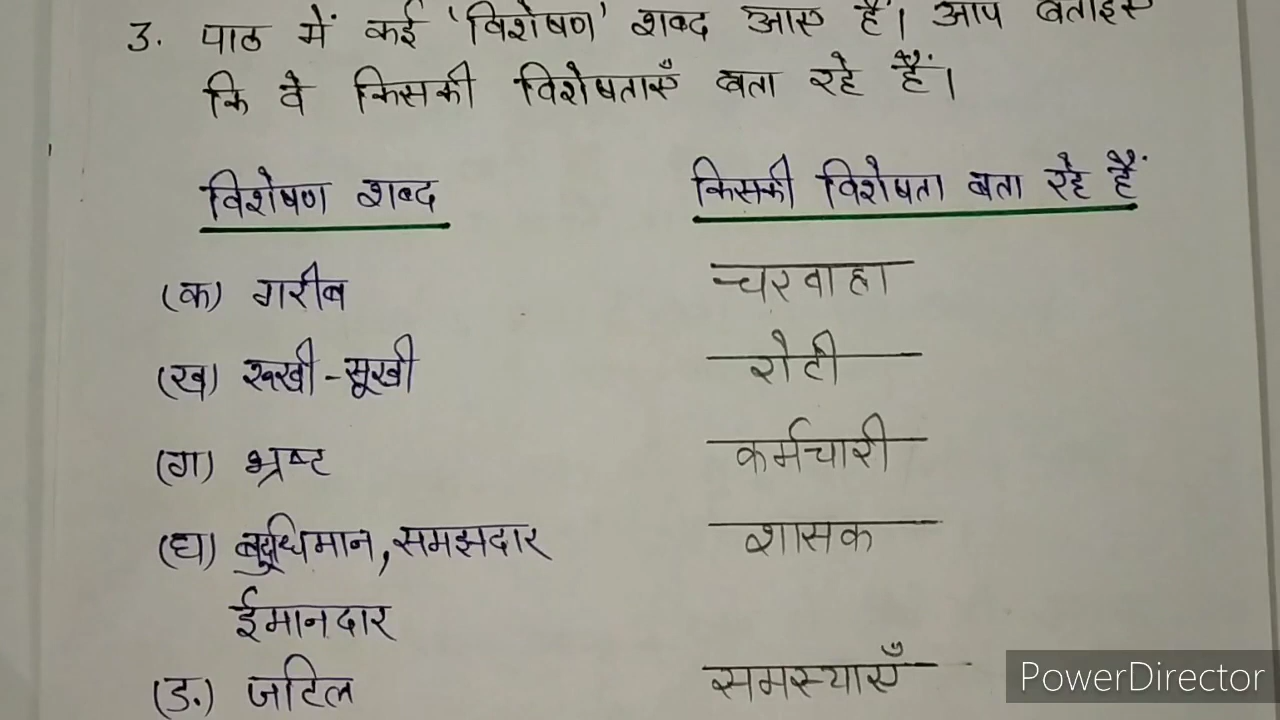 3. पाठ में कई 'विशेषण' शब्द आए हैं। आप बताइए
कि वे किसकी विशेषताएँ बता रहे हैं।
विशेषण शब्द किसकी विशेषता बता रहे हैं
(क) गरीब चरवाहा
(ख) रूखी-सूखी रोटी
(ग) भ्रष्ट कर्मचारी
(घ) बुद्धिमान, समझदार शासक
ईमानदार
(ड.) जटिल समस्याएँ
PowerDirector